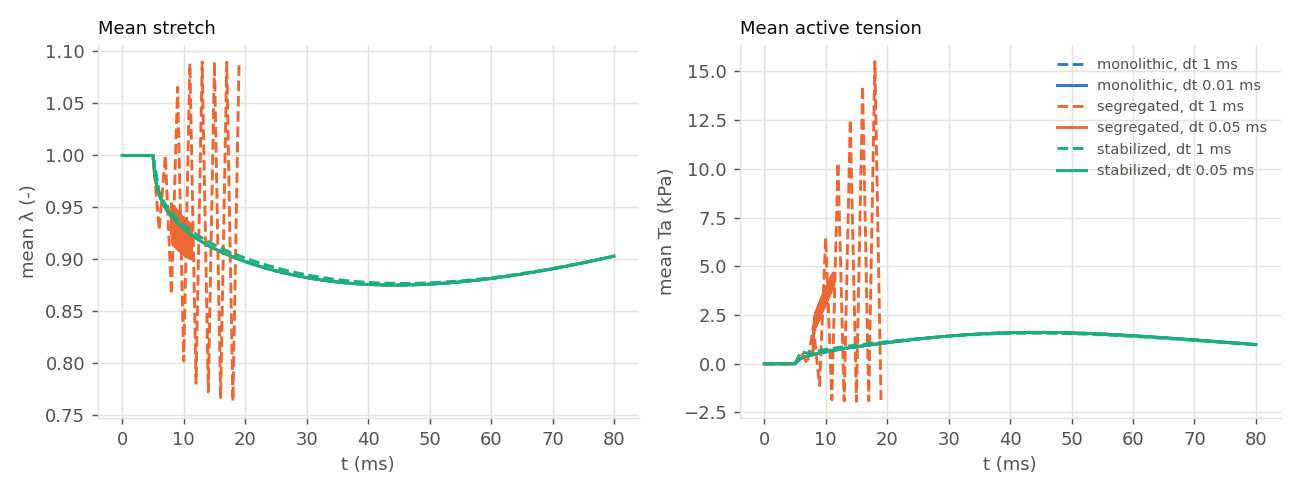 Mean stretch
1.10
1.05
1.00
0.95
0.90
0.85
0.80
0.75
mean λ (-)
0 10 20 30 40 50 60 70 80
t (ms)
Mean active tension
15.0
12.5
10.0
7.5
5.0
2.5
0.0
−2.5
mean Ta (kPa)
0 10 20 30 40 50 60 70 80
t (ms)
monolithic, dt 1 ms
monolithic, dt 0.01 ms
segregated, dt 1 ms
segregated, dt 0.05 ms
stabilized, dt 1 ms
stabilized, dt 0.05 ms